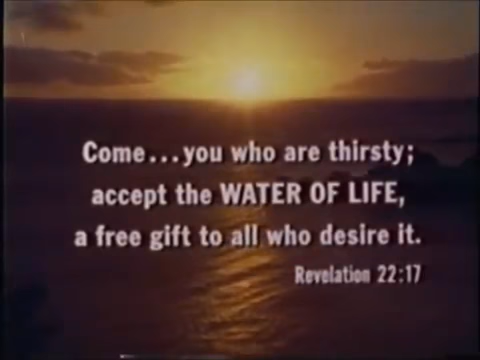 Come...you who are thirsty;
accept the WATER OF LIFE,
a free gift to all who desire it.
Revelation 22:17